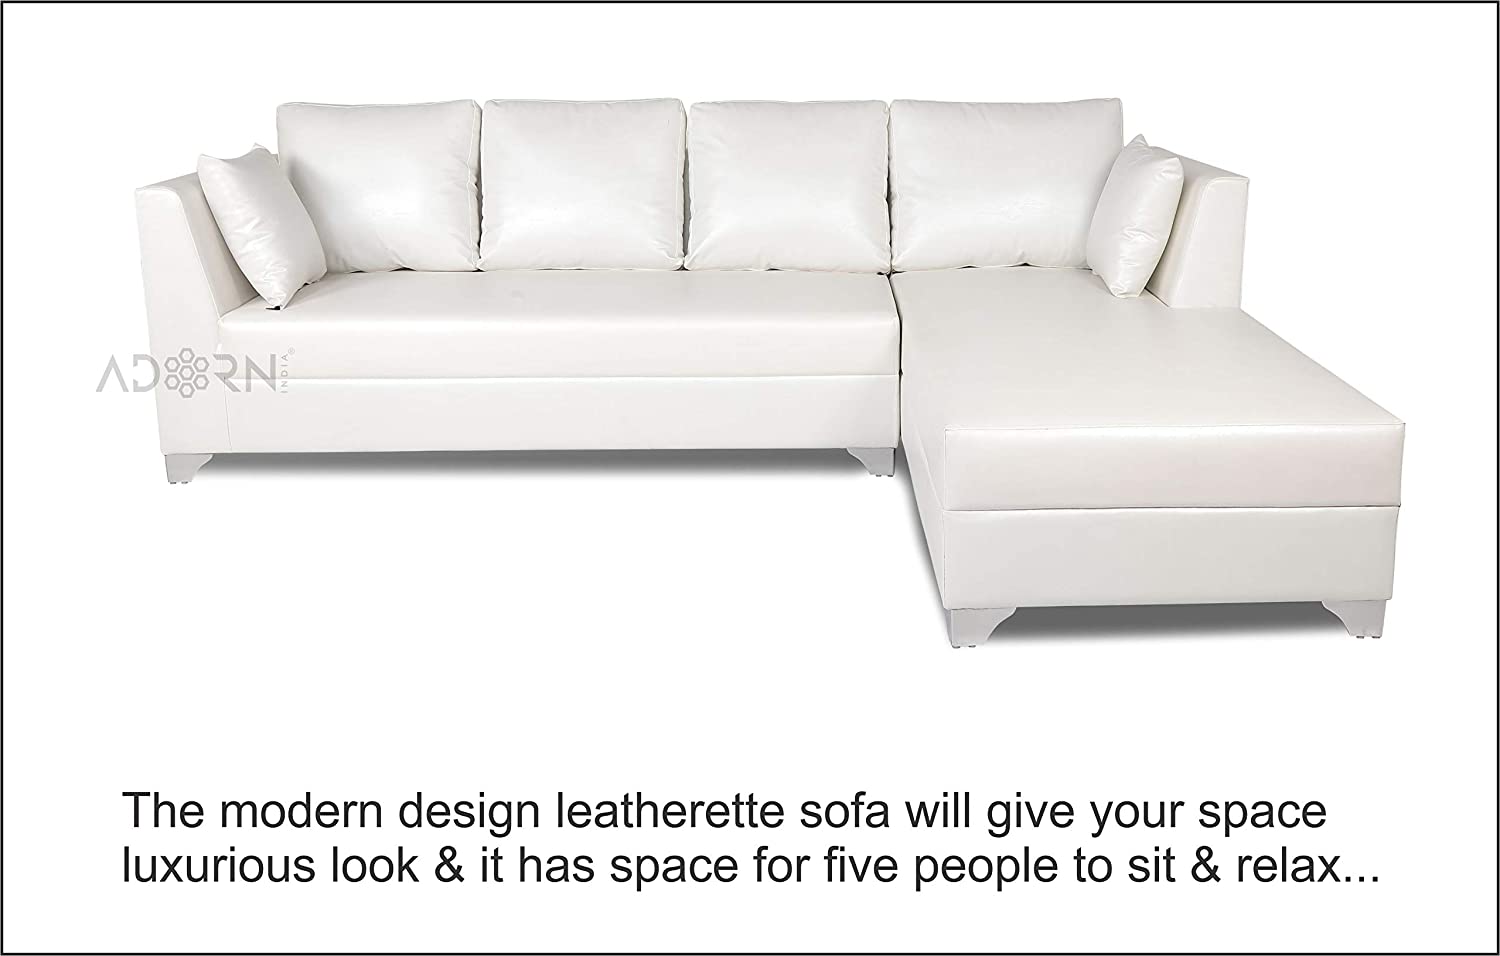 ADORN INDIA®
The modern design leatherette sofa will give your space
luxurious look & it has space for five people to sit & relax...